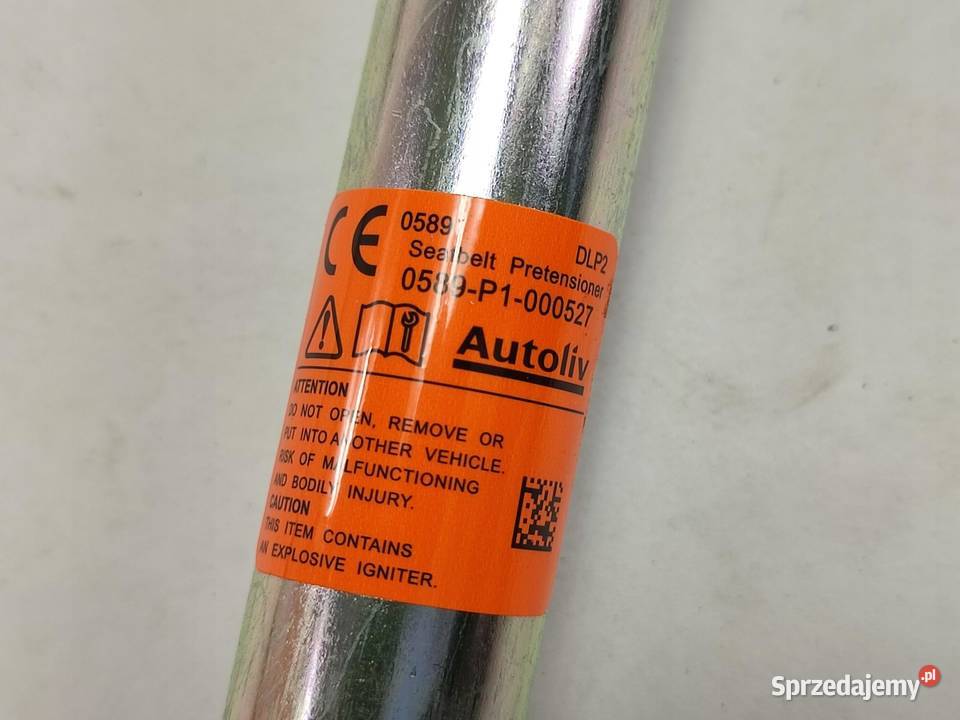 CE 0589
DLP2
Seatbelt Pretensioner
0589-P1-000527
Autoliv
ATTENTION
DO NOT OPEN, REMOVE OR
PUT INTO ANOTHER VEHICLE.
RISK OF MALFUNCTIONING
AND BODILY INJURY.
CAUTION
THIS ITEM CONTAINS
AN EXPLOSIVE IGNITER.
Sprzedajemy.pl